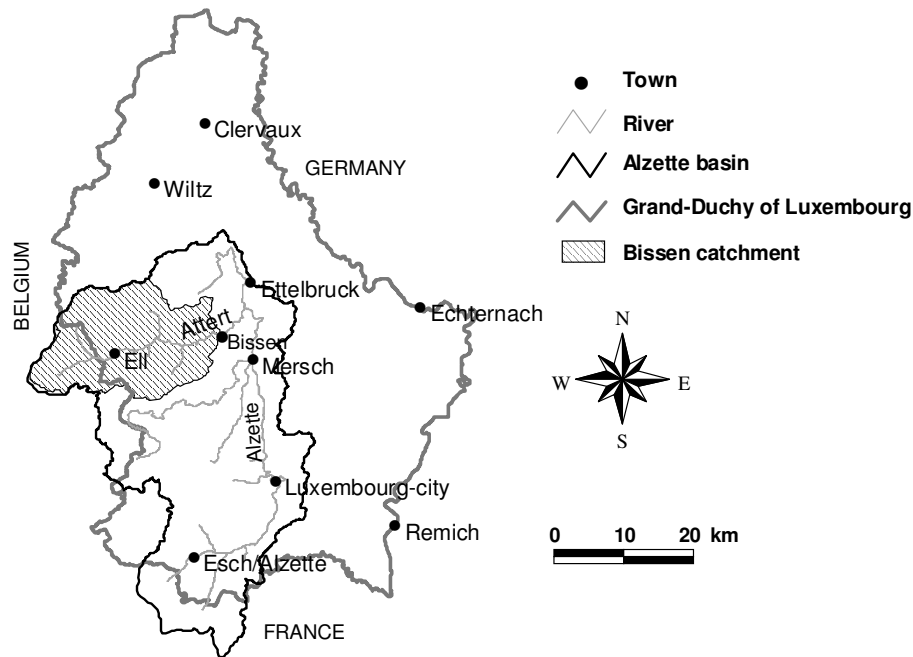 Town
Clervaux
River
GERMANY
Alzette basin
Wiltz
Grand-Duchy of Luxembourg
BELGIUM
Bissen catchment
Ettelbruck
Echternach
Attert
Bissen
Ell
Mersch
N
W
E
S
Alzette
Luxembourg-city
Remich
0 10 20 km
Esch/Alzette
FRANCE